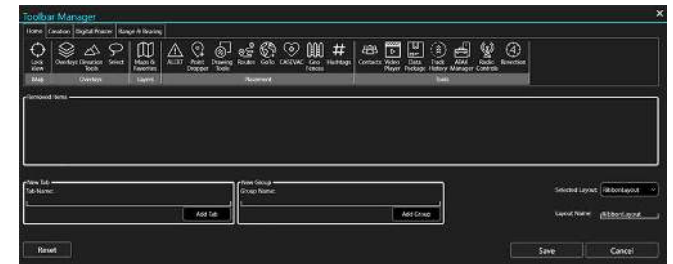 Toolbar Manager
Home Creation Digital Pointer Range & Bearing
Lock View Overlays Elevation Tools Select Maps & Favorites ALERT Point Dropper Drawing Tools Routes GoTo CASEVAC Geo Fences Hashtags Contacts Video Player Data Package Track History Manager Radio Controls Resection
Map Overlays Layers Placement Tools
Removed Items
New Tab New Group
Tab Name: Group Name:
Selected Layout: RibbonLayout
Add Tab Add Group
Layout Name: RibbonLayout
Reset Save Cancel